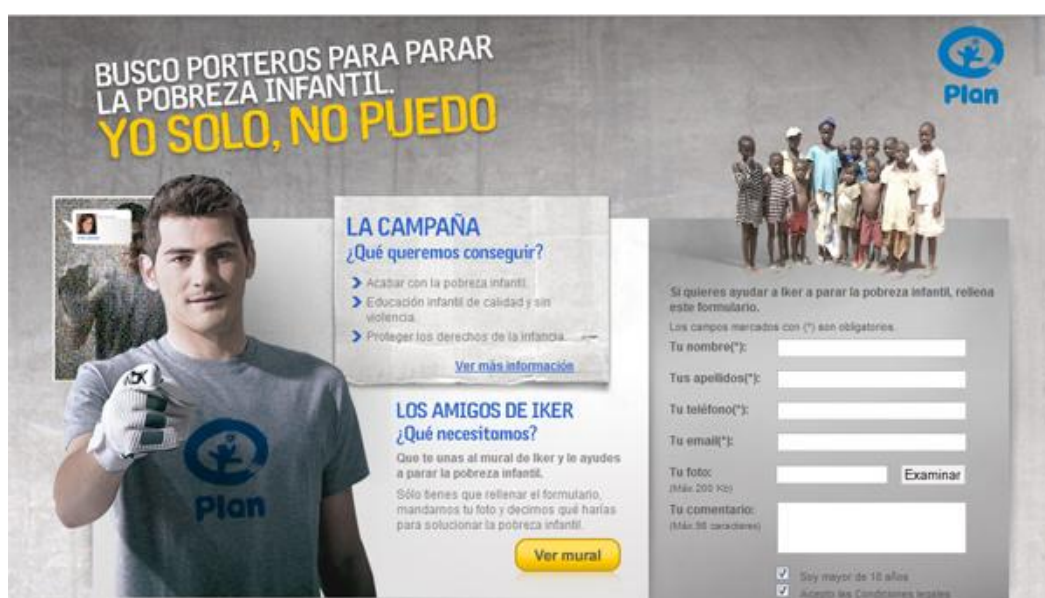 BUSCO PORTEROS PARA PARAR
LA POBREZA INFANTIL.
YO SOLO, NO PUEDO
Plan
LA CAMPAÑA
¿Qué queremos conseguir?
Acabar con la pobreza infantil.
Educación infantil de calidad y sin
violencia.
Proteger los derechos de la infancia.
Ver más información
LOS AMIGOS DE IKER
¿Qué necesitamos?
Que te unas al mural de Iker y le ayudes
a parar la pobreza infantil.
Sólo tienes que rellenar el formulario,
mandarnos tu foto y decirnos qué harías
para solucionar la pobreza infantil.
Ver mural
Plan
Si quieres ayudar a Iker a parar la pobreza infantil, rellena
este formulario.
Los campos marcados con (*) son obligatorios.
Tu nombre(*):
Tus apellidos(*):
Tu teléfono(*):
Tu email(*):
Tu foto:
(Máx 200 Kb)
Examinar
Tu comentario:
(Máx.98 caracteres)
Soy mayor de 18 años
Acepto las Condiciones legales